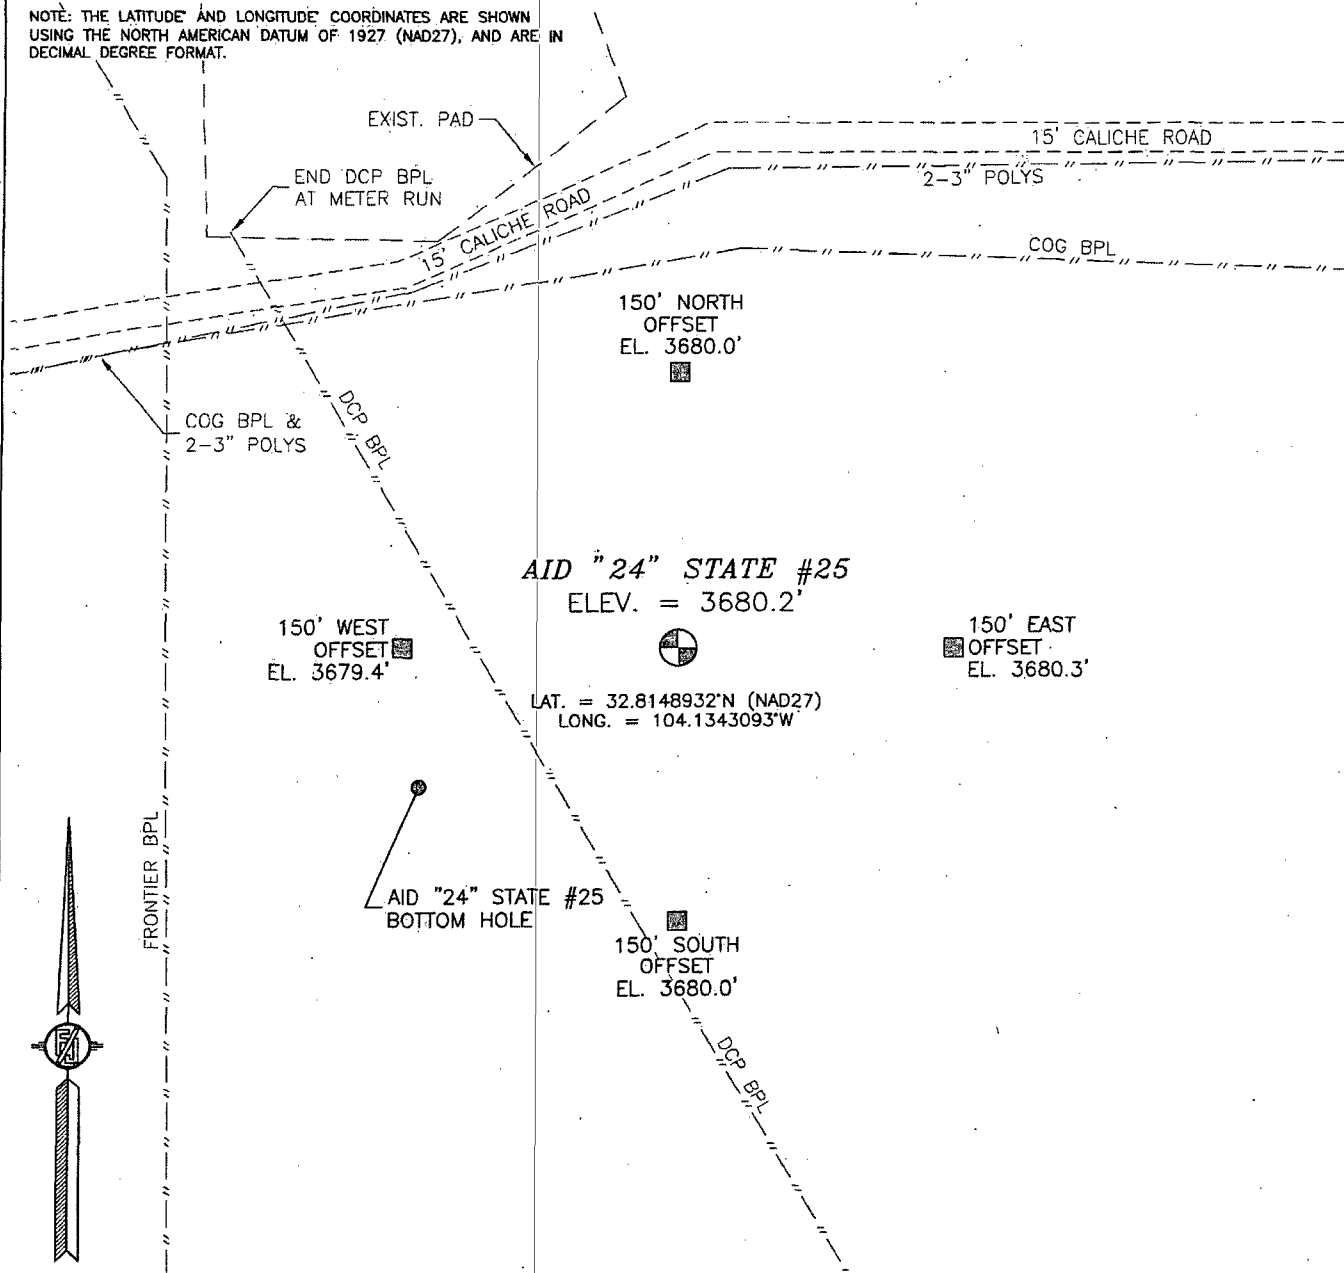 NOTE: THE LATITUDE AND LONGITUDE COORDINATES ARE SHOWN
USING THE NORTH AMERICAN DATUM OF 1927 (NAD27), AND ARE IN
DECIMAL DEGREE FORMAT.
EXIST. PAD
15' CALICHE ROAD
2-3" POLYS
END DCP BPL
AT METER RUN
15' CALICHE ROAD
COG BPL
150' NORTH
OFFSET
EL. 3680.0'
COG BPL &
2-3" POLYS
DCP BPL
AID "24" STATE #25
ELEV. = 3680.2'
150' WEST
OFFSET
EL. 3679.4'
150' EAST
OFFSET
EL. 3680.3'
LAT. = 32.8148932°N (NAD27)
LONG. = 104.1343093°W
FRONTIER BPL
AID "24" STATE #25
BOTTOM HOLE
150' SOUTH
OFFSET
EL. 3680.0'
DCP BPL